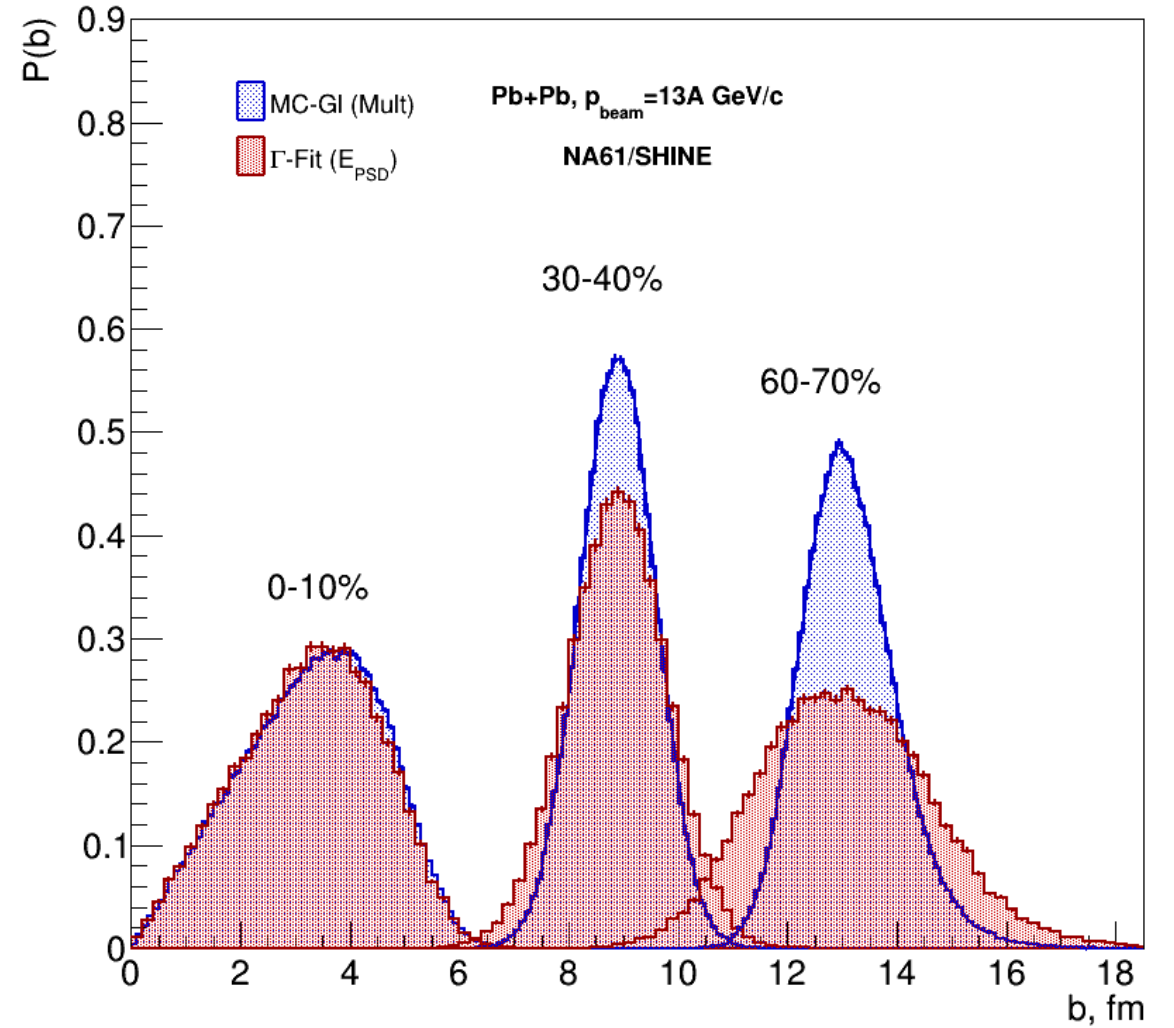 P(b)
0.9
0.8
0.7
0.6
0.5
0.4
0.3
0.2
0.1
0
MC-Gl (Mult)
Γ-Fit (E_PSD)
Pb+Pb, p_beam=13A GeV/c
NA61/SHINE
30-40%
60-70%
0-10%
0 2 4 6 8 10 12 14 16 18
b, fm